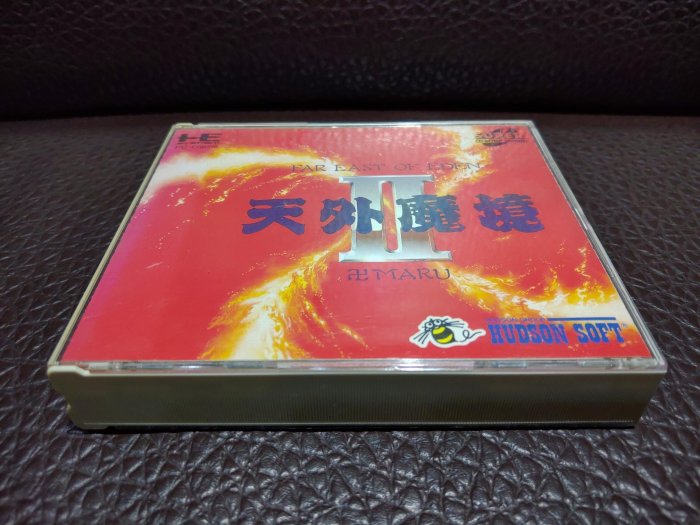 FAR EAST OF EDEN
II
天外魔境
卍MARU
HUDSON SOFT